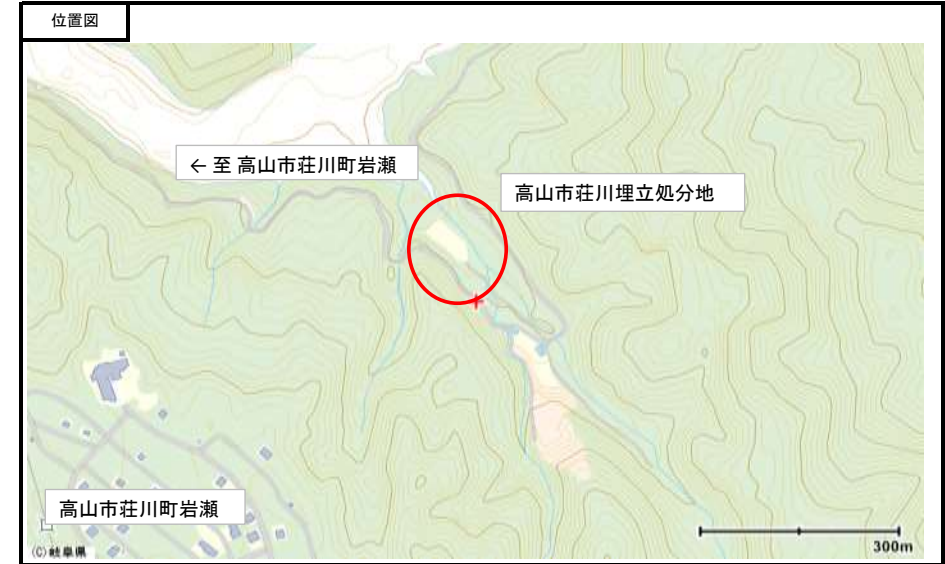 位置図
← 至 高山市荘川町岩瀬
高山市荘川埋立処分地
高山市荘川町岩瀬
(C)岐阜県
300m